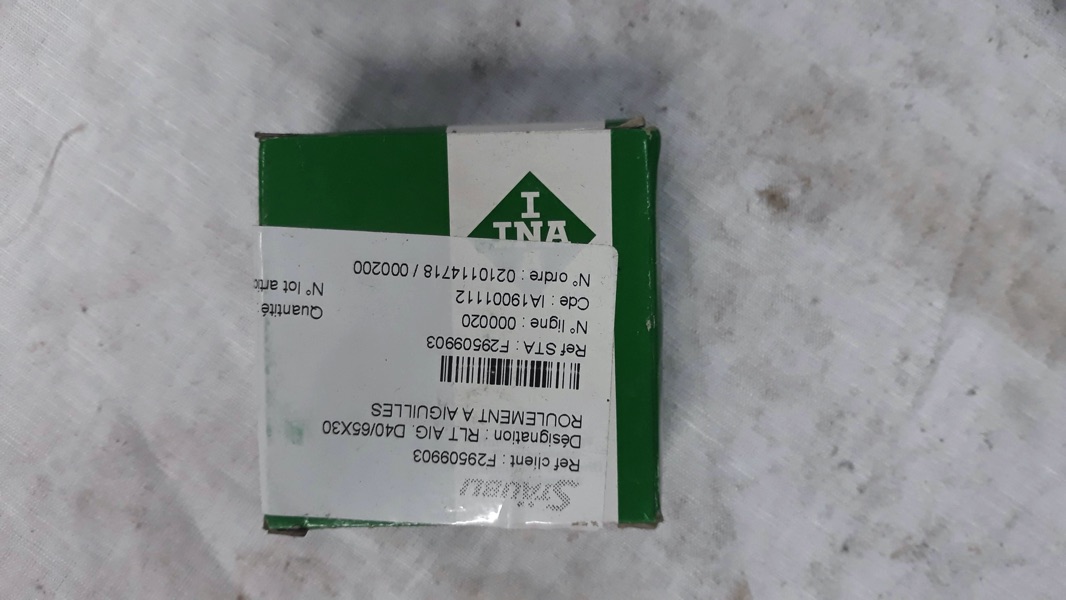 I
INA
STÄUBLI
Ref client : F29509903
Désignation : RLT AIG. D40/65X30
ROULEMENT A AIGUILLES
Ref STA : F29509903
N° ligne : 000020
Cde : IA19001112
N° ordre : 0210114718 / 000200
Quantité
N° lot